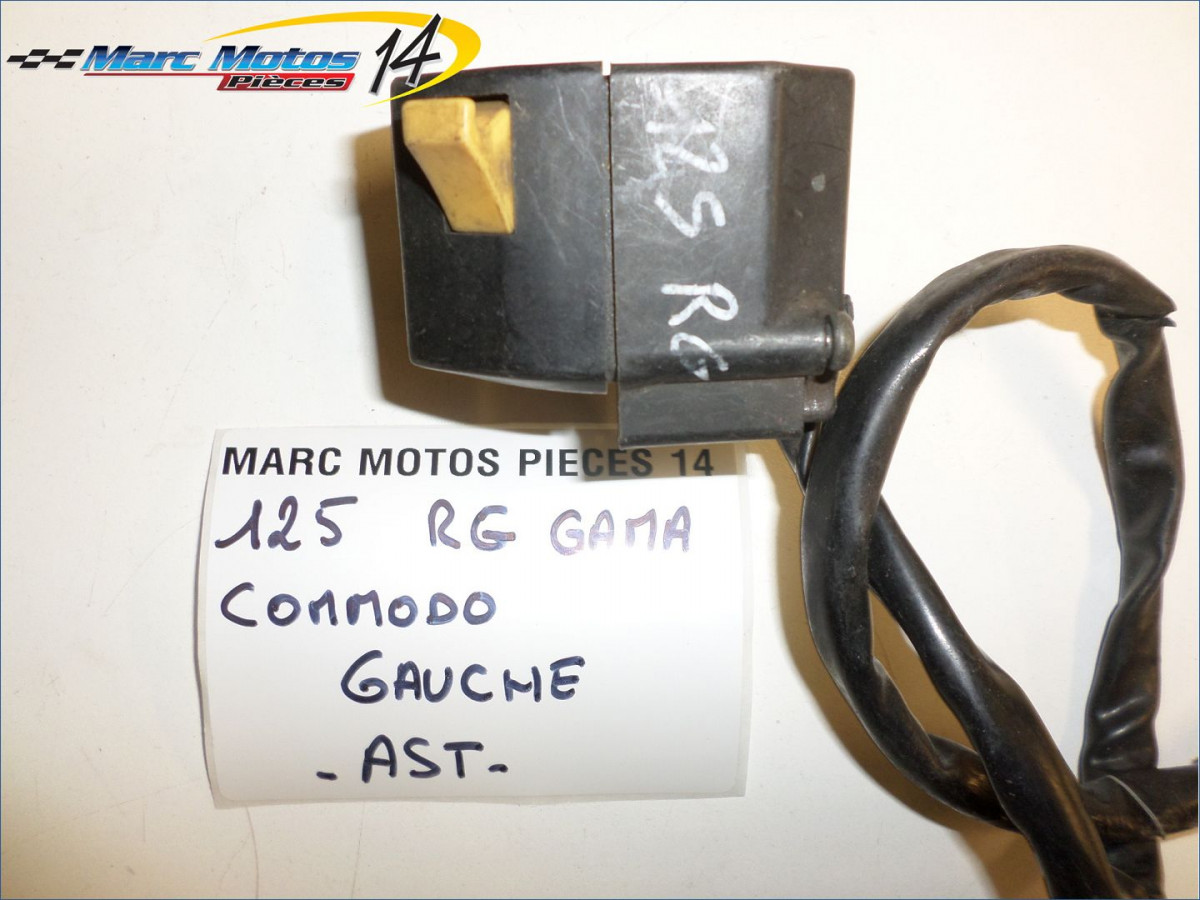 Marc Motos 14
Pièces
125 RG
MARC MOTOS PIECES 14
125 RG GAMA
COMMODO
GAUCHE
- AST -